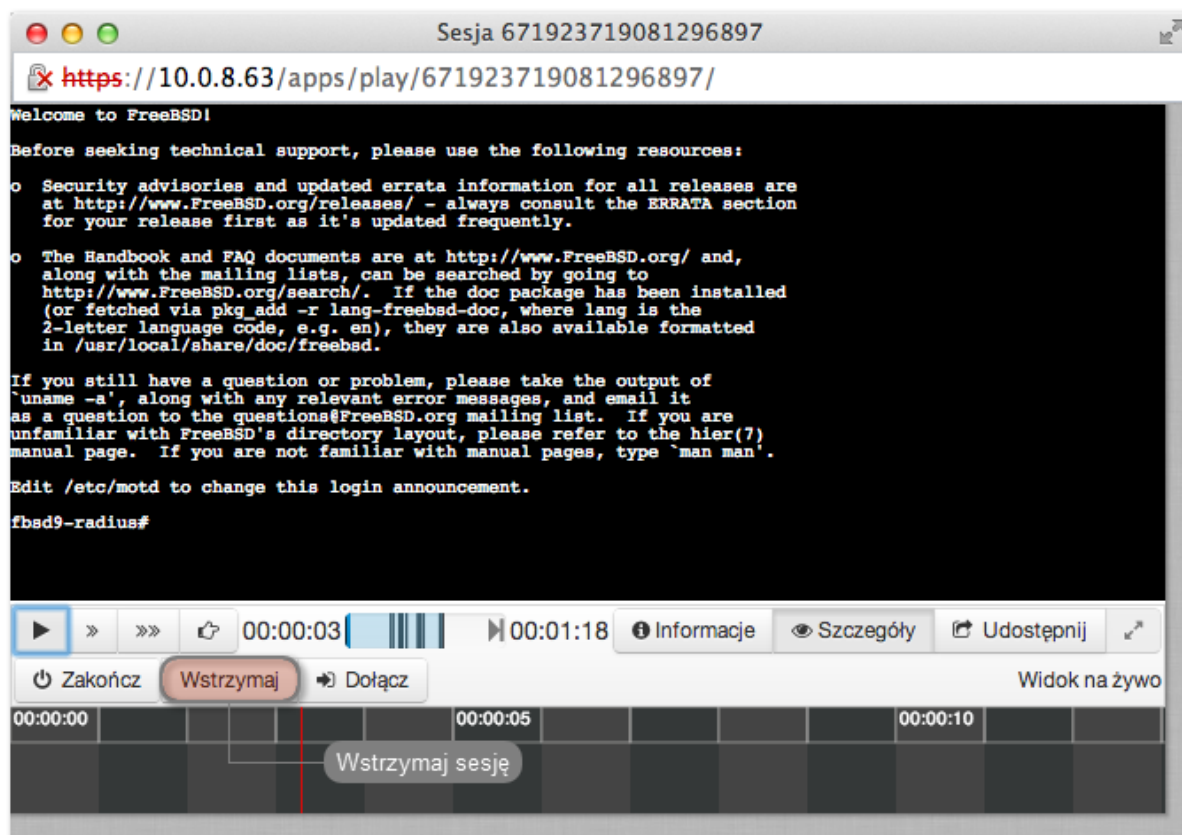 Sesja 671923719081296897
https://10.0.8.63/apps/play/671923719081296897/
Welcome to FreeBSD!
Before seeking technical support, please use the following resources:
o  Security advisories and updated errata information for all releases are
at http://www.FreeBSD.org/releases/ - always consult the ERRATA section
for your release first as it's updated frequently.
o  The Handbook and FAQ documents are at http://www.FreeBSD.org/ and,
along with the mailing lists, can be searched by going to
http://www.FreeBSD.org/search/.  If the doc package has been installed
(or fetched via pkg_add -r lang-freebsd-doc, where lang is the
2-letter language code, e.g. en), they are also available formatted
in /usr/local/share/doc/freebsd.
If you still have a question or problem, please take the output of
`uname -a', along with any relevant error messages, and email it
as a question to the questions@FreeBSD.org mailing list.  If you are
unfamiliar with FreeBSD's directory layout, please refer to the hier(7)
manual page.  If you are not familiar with manual pages, type `man man'.
Edit /etc/motd to change this login announcement.
fbsd9-radius#
00:00:03 00:01:18 Informacje Szczegóły Udostępnij
Zakończ Wstrzymaj Dołącz Widok na żywo
00:00:00 00:00:05 00:00:10
Wstrzymaj sesję